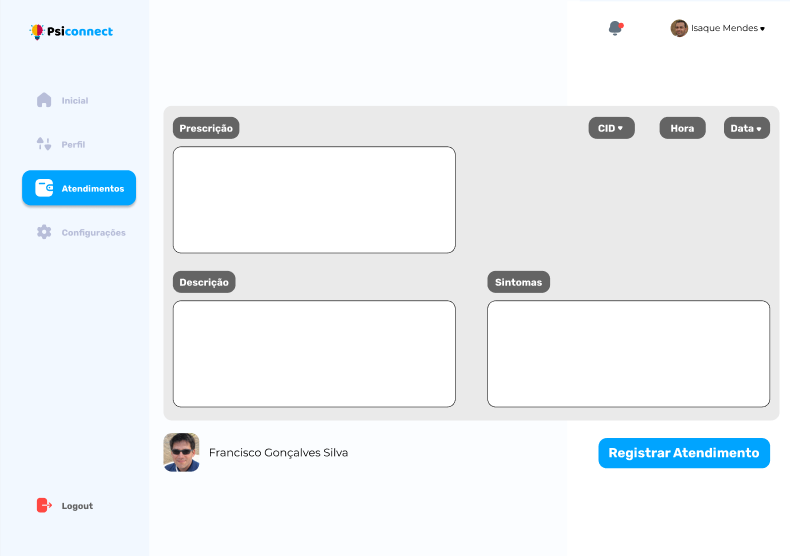 Psiconnect
Isaque Mendes
Inicial
Perfil
Atendimentos
Configurações
Logout
Prescrição
CID
Hora
Data
Descrição
Sintomas
Francisco Gonçalves Silva
Registrar Atendimento